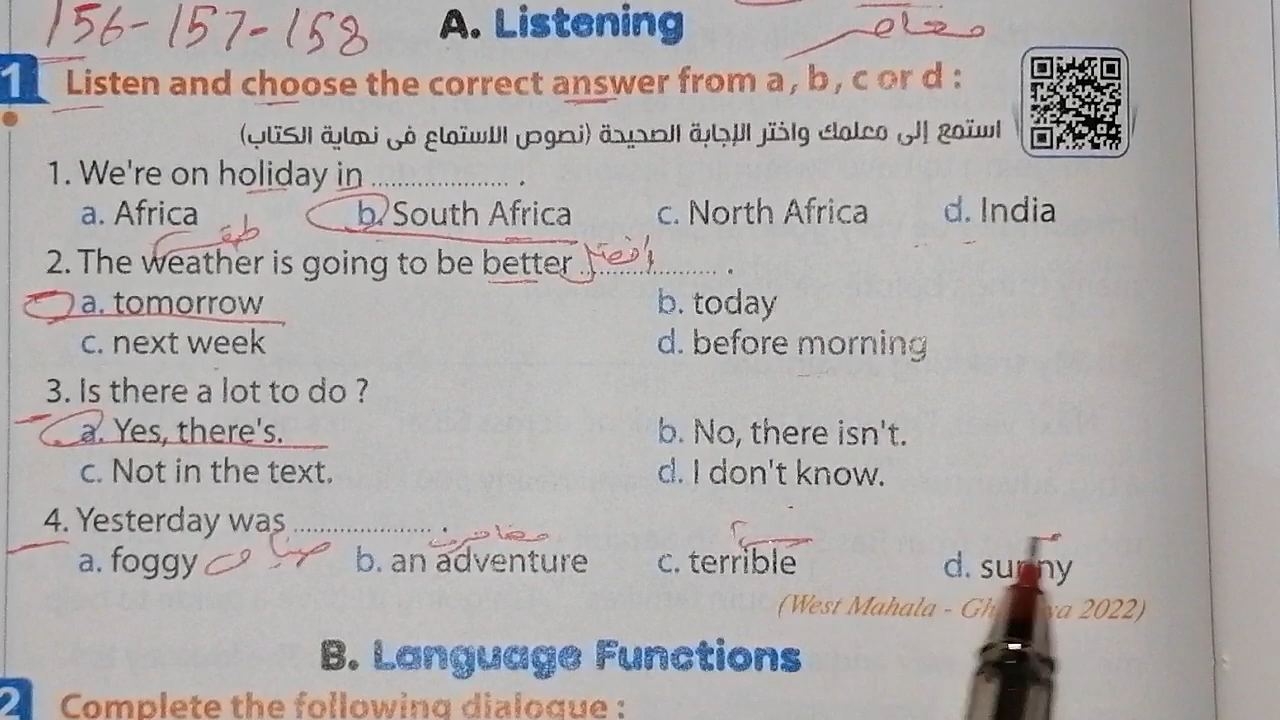 156-157-158 A. Listening
1 Listen and choose the correct answer from a, b, c or d :
استمع إلى معلمك واختر الإجابة الصحيحة (نصوص الاستماع فى نهاية الكتاب)
1. We're on holiday in ..................... .
a. Africa b. South Africa c. North Africa d. India
2. The weather is going to be better ..................... .
a. tomorrow b. today
c. next week d. before morning
3. Is there a lot to do ?
a. Yes, there's. b. No, there isn't.
c. Not in the text. d. I don't know.
4. Yesterday was ..................... .
a. foggy b. an adventure c. terrible d. sunny
(West Mahala - 2022)
B. Language Functions
2 Complete the following dialogue :